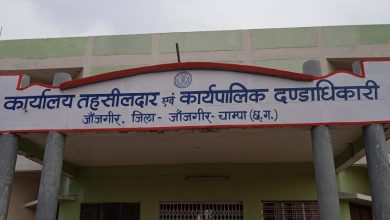 कार्यालय तहसीलदार एवं कार्यपालिक दण्डाधिकारी
जाँजगीर, जिला - जाँजगीर-चाम्पा (छ.ग.)